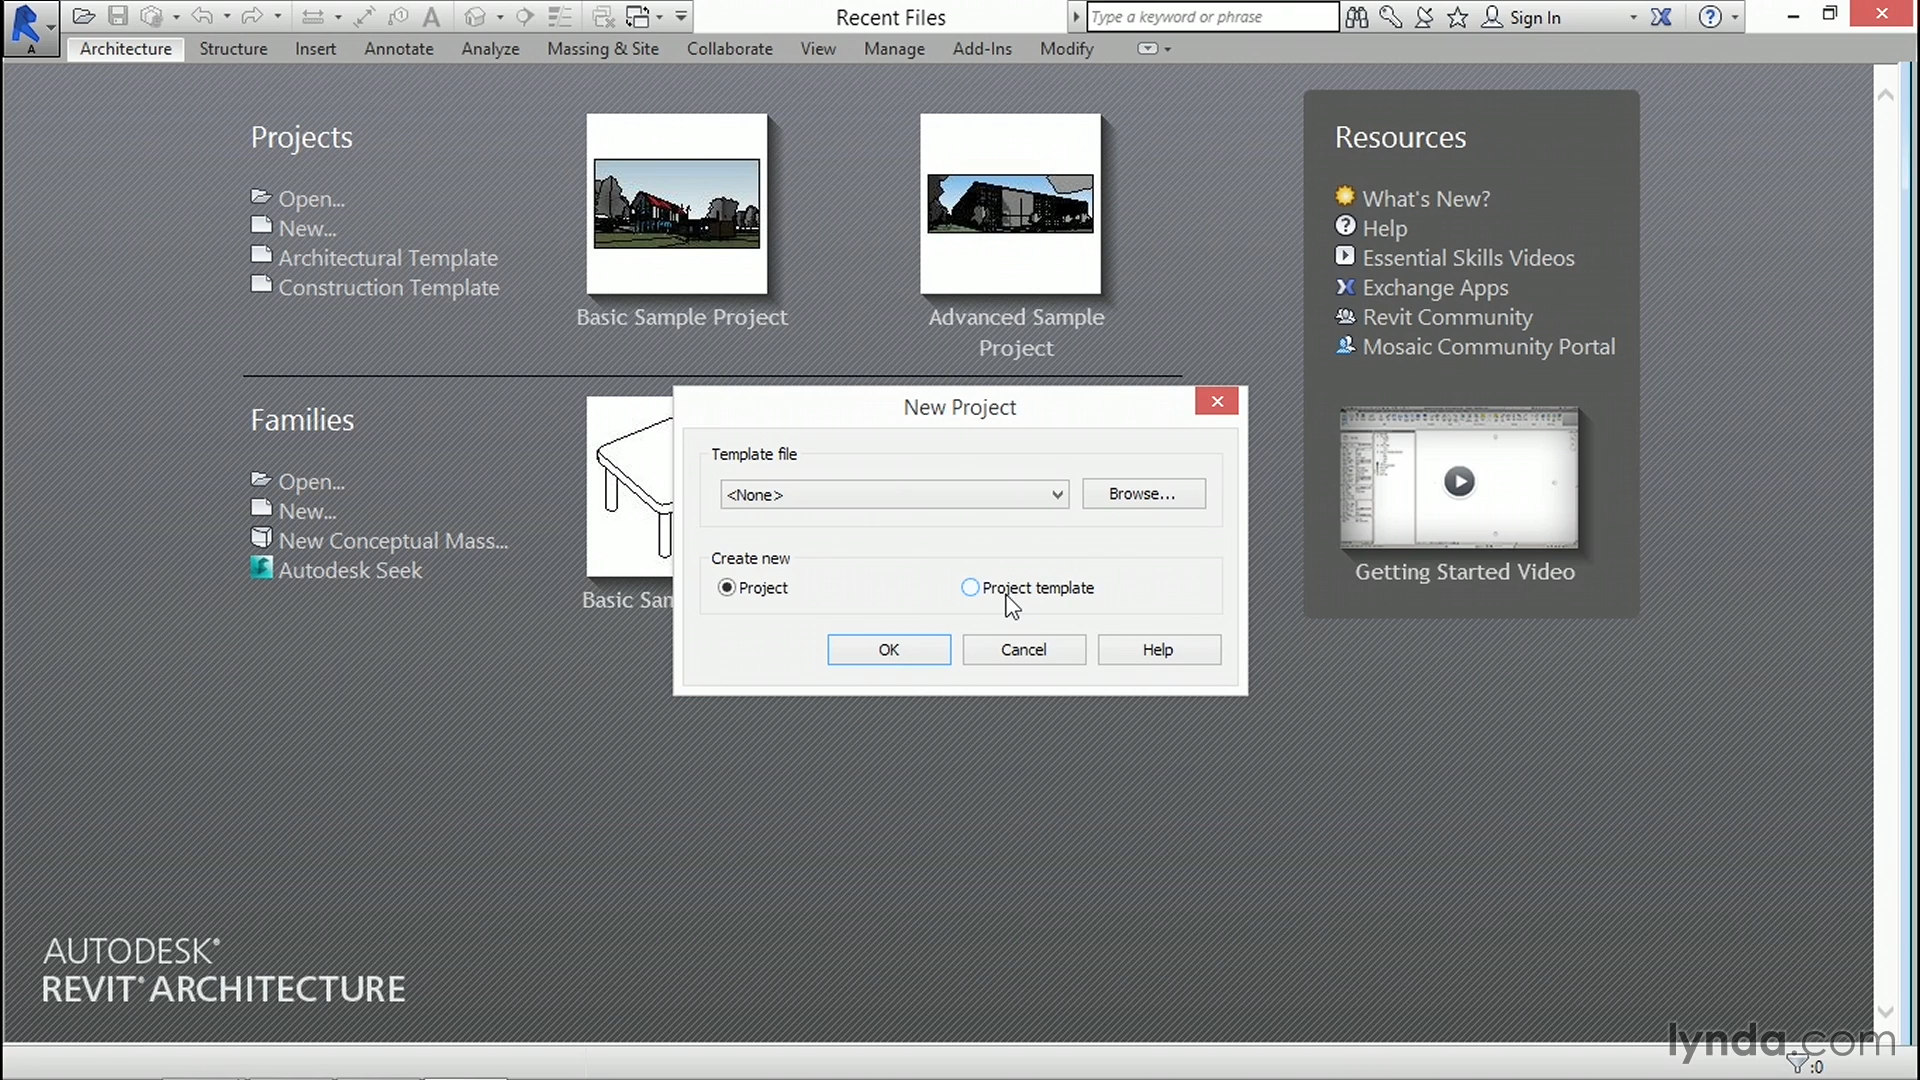 Recent Files
Type a keyword or phrase
Sign In
A
Architecture
Structure
Insert
Annotate
Analyze
Massing & Site
Collaborate
View
Manage
Add-Ins
Modify
Projects
Open...
New...
Architectural Template
Construction Template
Basic Sample Project
Advanced Sample
Project
Resources
What's New?
Help
Essential Skills Videos
Exchange Apps
Revit Community
Mosaic Community Portal
Getting Started Video
Families
Open...
New...
New Conceptual Mass...
Autodesk Seek
Basic San
New Project
Template file
<None>
Browse...
Create new
Project
Project template
OK
Cancel
Help
AUTODESK®
REVIT® ARCHITECTURE
lynda.com
:0